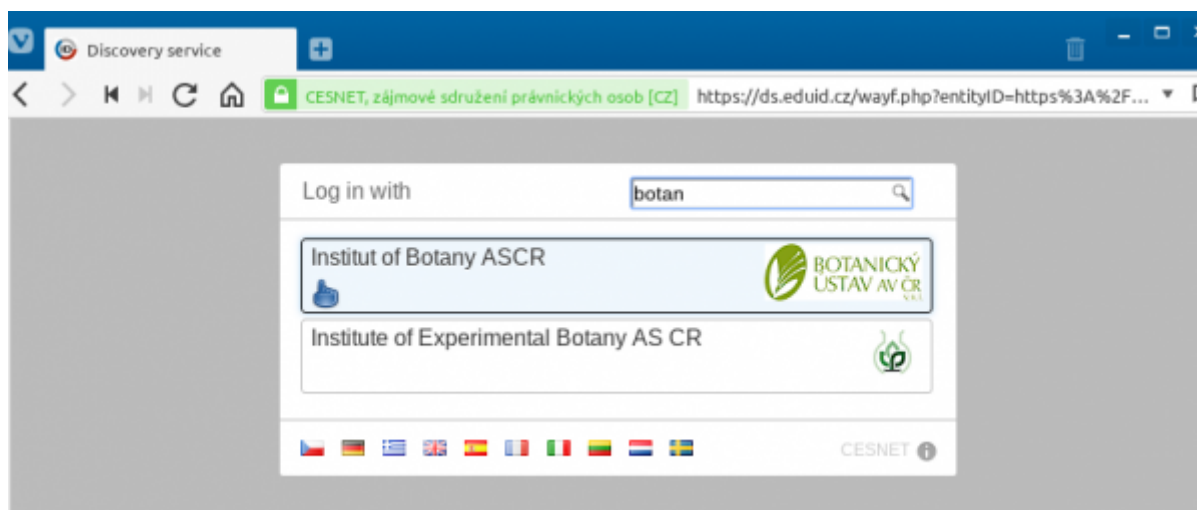 Discovery service
CESNET, zájmové sdružení právnických osob [CZ] https://ds.eduid.cz/wayf.php?entityID=https%3A%2F...
Log in with
botan
Institut of Botany ASCR
BOTANICKÝ
ÚSTAV AV ČR
Institute of Experimental Botany AS CR
CESNET